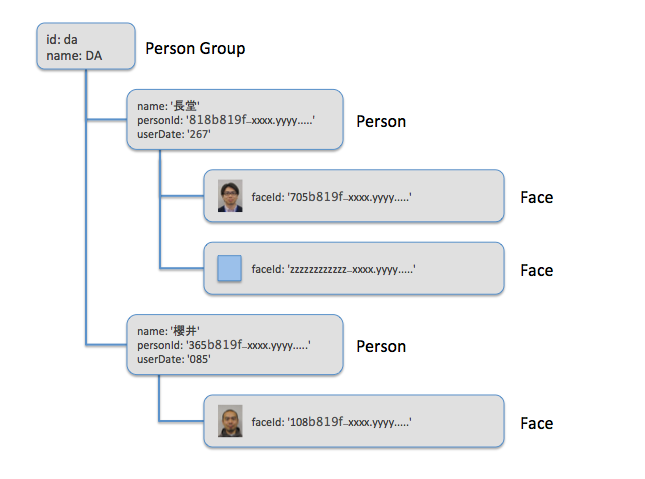 id: da
name: DA
Person Group
name: '長堂'
personId: '818b819f-xxxx.yyyy.....'
userDate: '267'
Person
faceId: '705b819f-xxxx.yyyy.....'
Face
faceId: 'zzzzzzzzzzzz-xxxx.yyyy.....'
Face
name: '櫻井'
personId: '365b819f-xxxx.yyyy.....'
userDate: '085'
Person
faceId: '108b819f-xxxx.yyyy.....'
Face